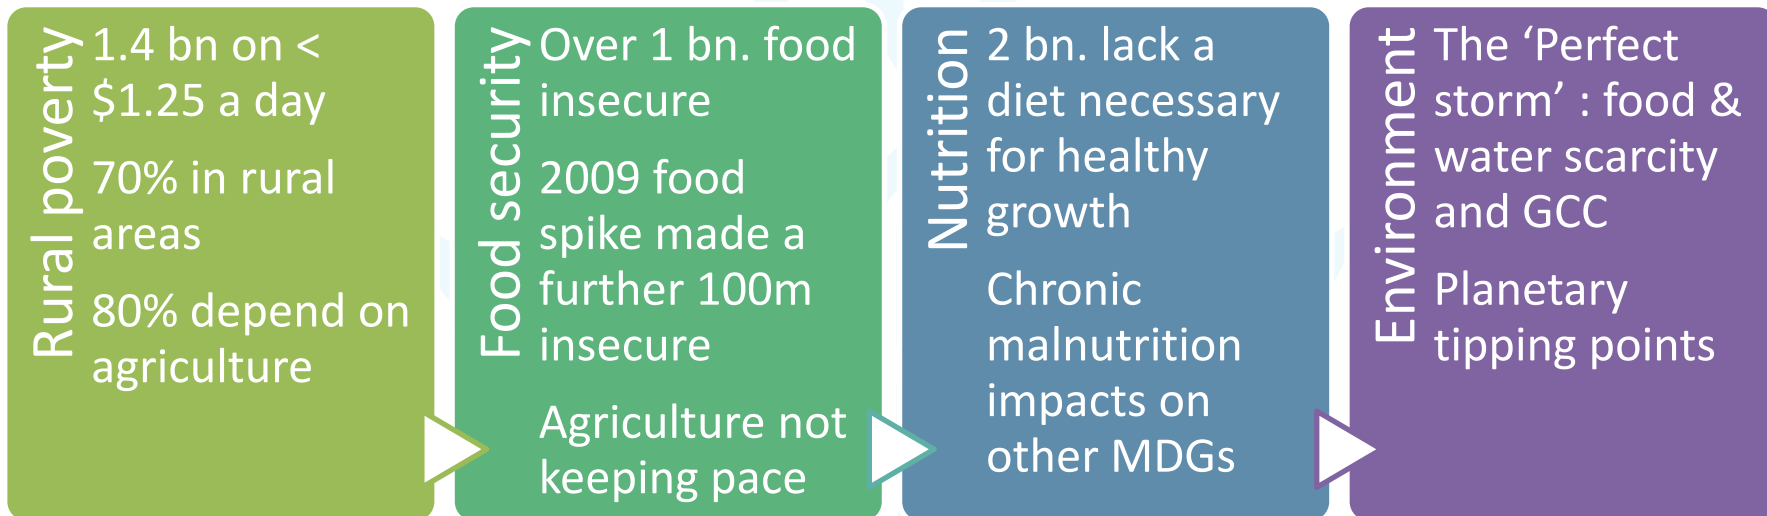 Rural poverty
1.4 bn on <
$1.25 a day
70% in rural
areas
80% depend on
agriculture
Food security
Over 1 bn. food
insecure
2009 food
spike made a
further 100m
insecure
Agriculture not
keeping pace
Nutrition
2 bn. lack a
diet necessary
for healthy
growth
Chronic
malnutrition
impacts on
other MDGs
Environment
The ‘Perfect
storm’ : food &
water scarcity
and GCC
Planetary
tipping points